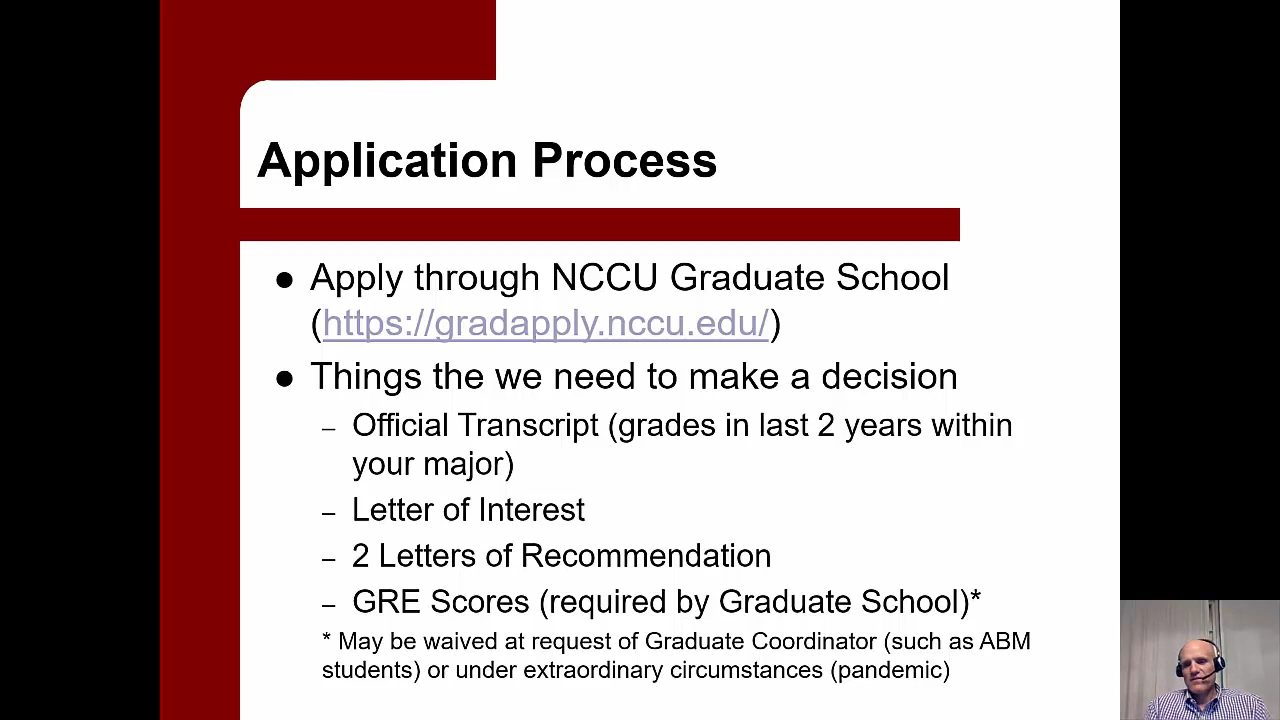 Application Process
● Apply through NCCU Graduate School
(https://gradapply.nccu.edu/)
● Things the we need to make a decision
– Official Transcript (grades in last 2 years within
your major)
– Letter of Interest
– 2 Letters of Recommendation
– GRE Scores (required by Graduate School)*
* May be waived at request of Graduate Coordinator (such as ABM
students) or under extraordinary circumstances (pandemic)